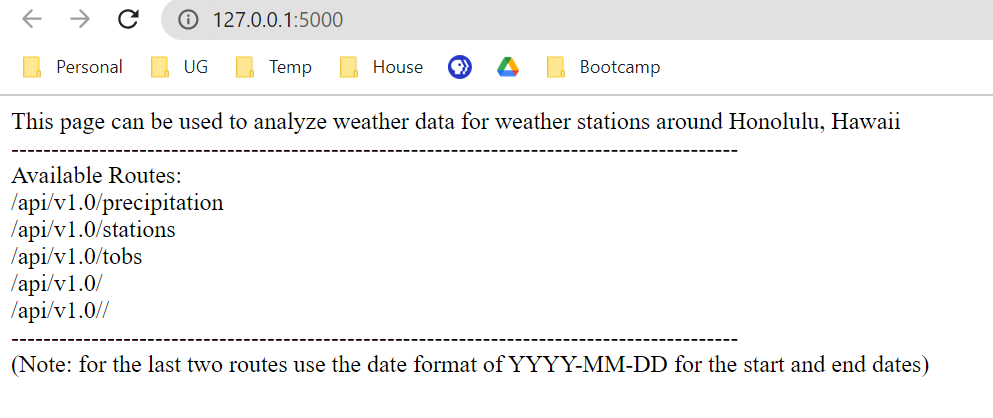 127.0.0.1:5000
Personal UG Temp House Bootcamp
This page can be used to analyze weather data for weather stations around Honolulu, Hawaii
-------------------------------------------------------------------------------------------
Available Routes:
/api/v1.0/precipitation
/api/v1.0/stations
/api/v1.0/tobs
/api/v1.0/
/api/v1.0//
-------------------------------------------------------------------------------------------
(Note: for the last two routes use the date format of YYYY-MM-DD for the start and end dates)